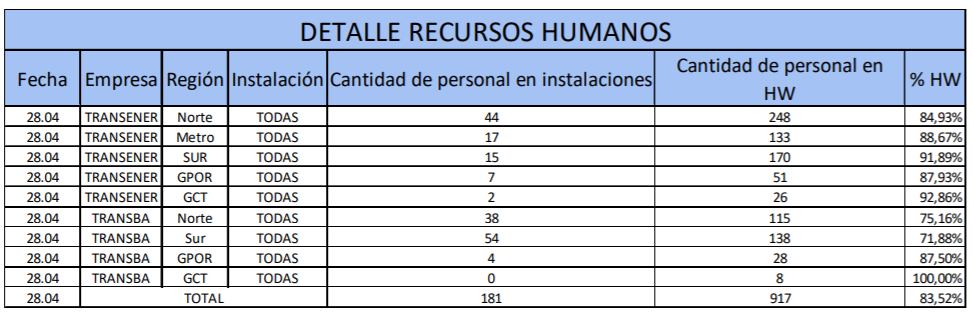 DETALLE RECURSOS HUMANOS
Fecha Empresa Región Instalación Cantidad de personal en instalaciones Cantidad de personal en HW % HW
28.04 TRANSENER Norte TODAS 44 248 84,93%
28.04 TRANSENER Metro TODAS 17 133 88,67%
28.04 TRANSENER SUR TODAS 15 170 91,89%
28.04 TRANSENER GPOR TODAS 7 51 87,93%
28.04 TRANSENER GCT TODAS 2 26 92,86%
28.04 TRANSBA Norte TODAS 38 115 75,16%
28.04 TRANSBA Sur TODAS 54 138 71,88%
28.04 TRANSBA GPOR TODAS 4 28 87,50%
28.04 TRANSBA GCT TODAS 0 8 100,00%
28.04 TOTAL 181 917 83,52%